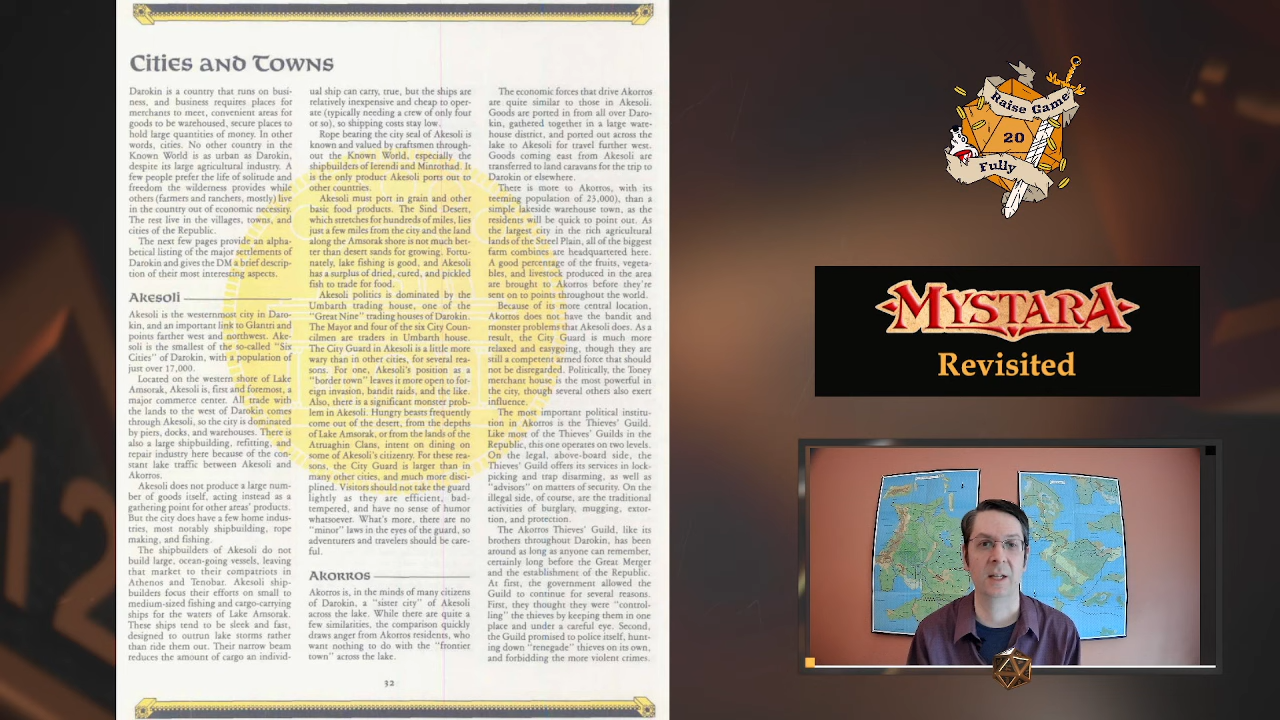 Cities and Towns
Darokin is a country that runs on busi-
ness, and business requires places for
merchants to meet, convenient areas for
goods to be warehoused, secure places to
hold large quantities of money. In other
words, cities. No other country in the
Known World is as urban as Darokin,
despite its large agricultural industry. A
few people prefer the life of solitude and
freedom the wilderness provides while
others (farmers and ranchers, mostly) live
in the country out of economic necessity.
The rest live in the villages, towns, and
cities of the Republic.
The next few pages provide an alpha-
betical listing of the major settlements of
Darokin and gives the DM a brief descrip-
tion of their most interesting aspects.
Akesoli
Akesoli is the westernmost city in Daro-
kin, and an important link to Glantri and
points farther west and northwest. Ake-
soli is the smallest of the so-called "Six
Cities" of Darokin, with a population of
just over 17,000.
Located on the western shore of Lake
Amsorak, Akesoli is, first and foremost, a
major commerce center. All trade with
the lands to the west of Darokin comes
through Akesoli, so the city is dominated
by piers, docks, and warehouses. There is
also a large shipbuilding, refitting, and
repair industry here because of the con-
stant lake traffic between Akesoli and
Akorros.
Akesoli does not produce a large num-
ber of goods itself, acting instead as a
gathering point for other areas' products.
But the city does have a few home indus-
tries, most notably shipbuilding, rope
making, and fishing.
The shipbuilders of Akesoli do not
build large, ocean-going vessels, leaving
that market to their compatriots in
Athenos and Tenobar. Akesoli ship-
builders focus their efforts on small to
medium-sized fishing and cargo-carrying
ships for the waters of Lake Amsorak.
These ships tend to be sleek and fast,
designed to outrun lake storms rather
than ride them out. Their narrow beam
reduces the amount of cargo an individ-
ual ship can carry, true, but the ships are
relatively inexpensive and cheap to oper-
ate (typically needing a crew of only four
or so), so shipping costs stay low.
Rope bearing the city seal of Akesoli is
known and valued by craftsmen through-
out the Known World, especially the
shipbuilders of Ierendi and Minrothad. It
is the only product Akesoli ports out to
other countries.
Akesoli must port in grain and other
basic food products. The Sind Desert,
which stretches for hundreds of miles, lies
just a few miles from the city and the land
along the Amsorak shore is not much bet-
ter than desert sands for growing. Fortu-
nately, lake fishing is good, and Akesoli
has a surplus of dried, cured, and pickled
fish to trade for food.
Akesoli politics is dominated by the
Umbarth trading house, one of the
"Great Nine" trading houses of Darokin.
The Mayor and four of the six City Coun-
cilmen are traders in Umbarth house.
The City Guard in Akesoli is a little more
wary than in other cities, for several rea-
sons. For one, Akesoli's position as a
"border town" leaves it more open to for-
eign invasion, bandit raids, and the like.
Also, there is a significant monster prob-
lem in Akesoli. Hungry beasts frequently
come out of the desert, from the depths
of Lake Amsorak, or from the lands of the
Atruaghin Clans, intent on dining on
some of Akesoli's citizenry. For these rea-
sons, the City Guard is larger than in
many other cities, and much more disci-
plined. Visitors should not take the guard
lightly as they are efficient, bad-
tempered, and have no sense of humor
whatsoever. What's more, there are no
"minor" laws in the eyes of the guard, so
adventurers and travelers should be care-
ful.
Akorros
Akorros is, in the minds of many citizens
of Darokin, a "sister city" of Akesoli
across the lake. While there are quite a
few similarities, the comparison quickly
draws anger from Akorros residents, who
want nothing to do with the "frontier
town" across the lake.
The economic forces that drive Akorros
are quite similar to those in Akesoli.
Goods are ported in from all over Daro-
kin, gathered together in a large ware-
house district, and ported out across the
lake to Akesoli for travel further west.
Goods coming east from Akesoli are
transferred to land caravans for the trip to
Darokin or elsewhere.
There is more to Akorros, with its
teeming population of 25,000), than a
simple lakeside warehouse town, as the
residents will be quick to point out. As
the largest city in the rich agricultural
lands of the Streel Plain, all of the biggest
farm combines are headquartered here.
A good percentage of the fruits, vegeta-
bles, and livestock produced in the area
are brought to Akorros before they're
sent on to points throughout the world.
Because of its more central location,
Akorros does not have the bandit and
monster problems that Akesoli does. As a
result, the City Guard is much more
relaxed and easygoing, though they are
still a competent armed force that should
not be disregarded. Politically, the Toney
merchant house is the most powerful in
the city, though several others also exert
influence.
The most important political institu-
tion in Akorros is the Thieves' Guild.
Like most of the Thieves' Guilds in the
Republic, this one operates on two levels.
On the legal, above-board side, the
Thieves' Guild offers its services in lock-
picking and trap disarming, as well as
"advisors" on matters of security. On the
illegal side, of course, are the traditional
activities of burglary, mugging, extor-
tion, and protection.
The Akorros Thieves' Guild, like its
brothers throughout Darokin, has been
around as long as anyone can remember,
certainly long before the Great Merger
and the establishment of the Republic.
At first, the government allowed the
Guild to continue for several reasons.
First, they thought they were "control-
ling" the thieves by keeping them in one
place and under a careful eye. Second,
the Guild promised to police itself, hunt-
ing down "renegade" thieves on its own,
and forbidding the more violent crimes.
32
Raise Game
20
Fully
MYSTARA
Revisited